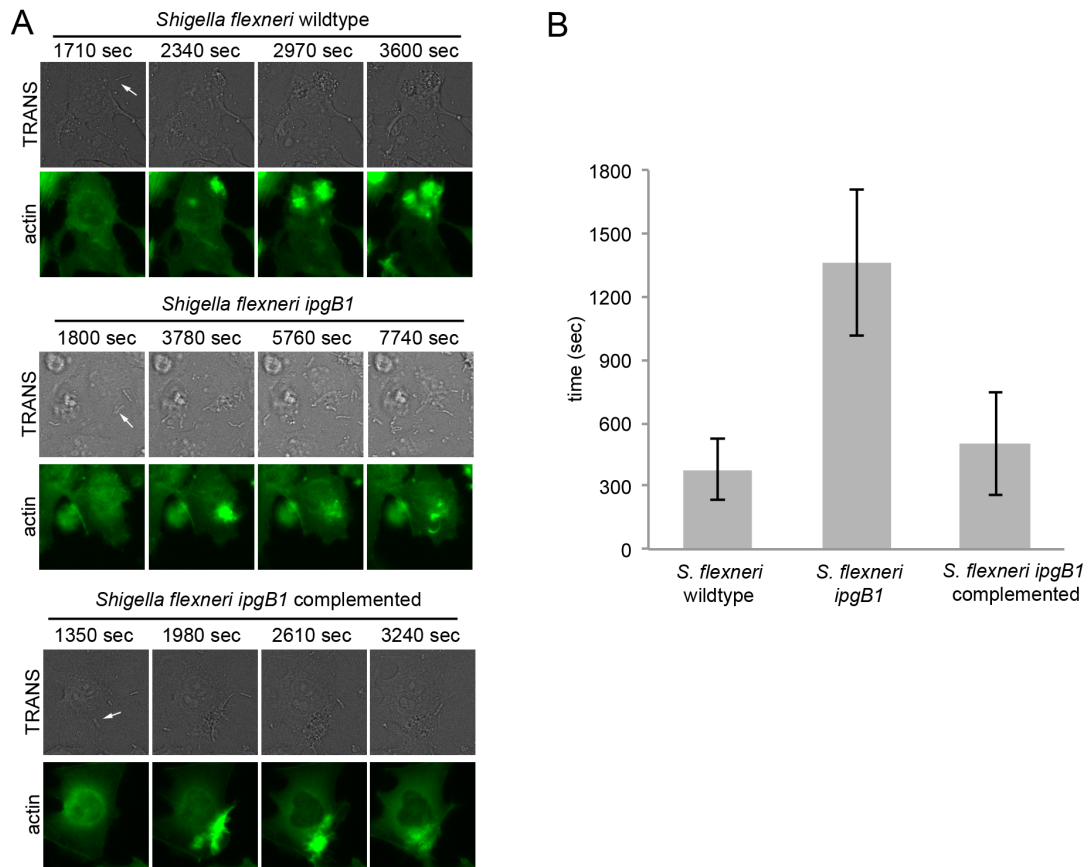 A
Shigella flexneri wildtype
1710 sec 2340 sec 2970 sec 3600 sec
TRANS
actin
Shigella flexneri ipgB1
1800 sec 3780 sec 5760 sec 7740 sec
TRANS
actin
Shigella flexneri ipgB1 complemented
1350 sec 1980 sec 2610 sec 3240 sec
TRANS
actin
B
time (sec)
1800
1500
1200
900
600
300
0
S. flexneri
wildtype
S. flexneri
ipgB1
S. flexneri ipgB1
complemented